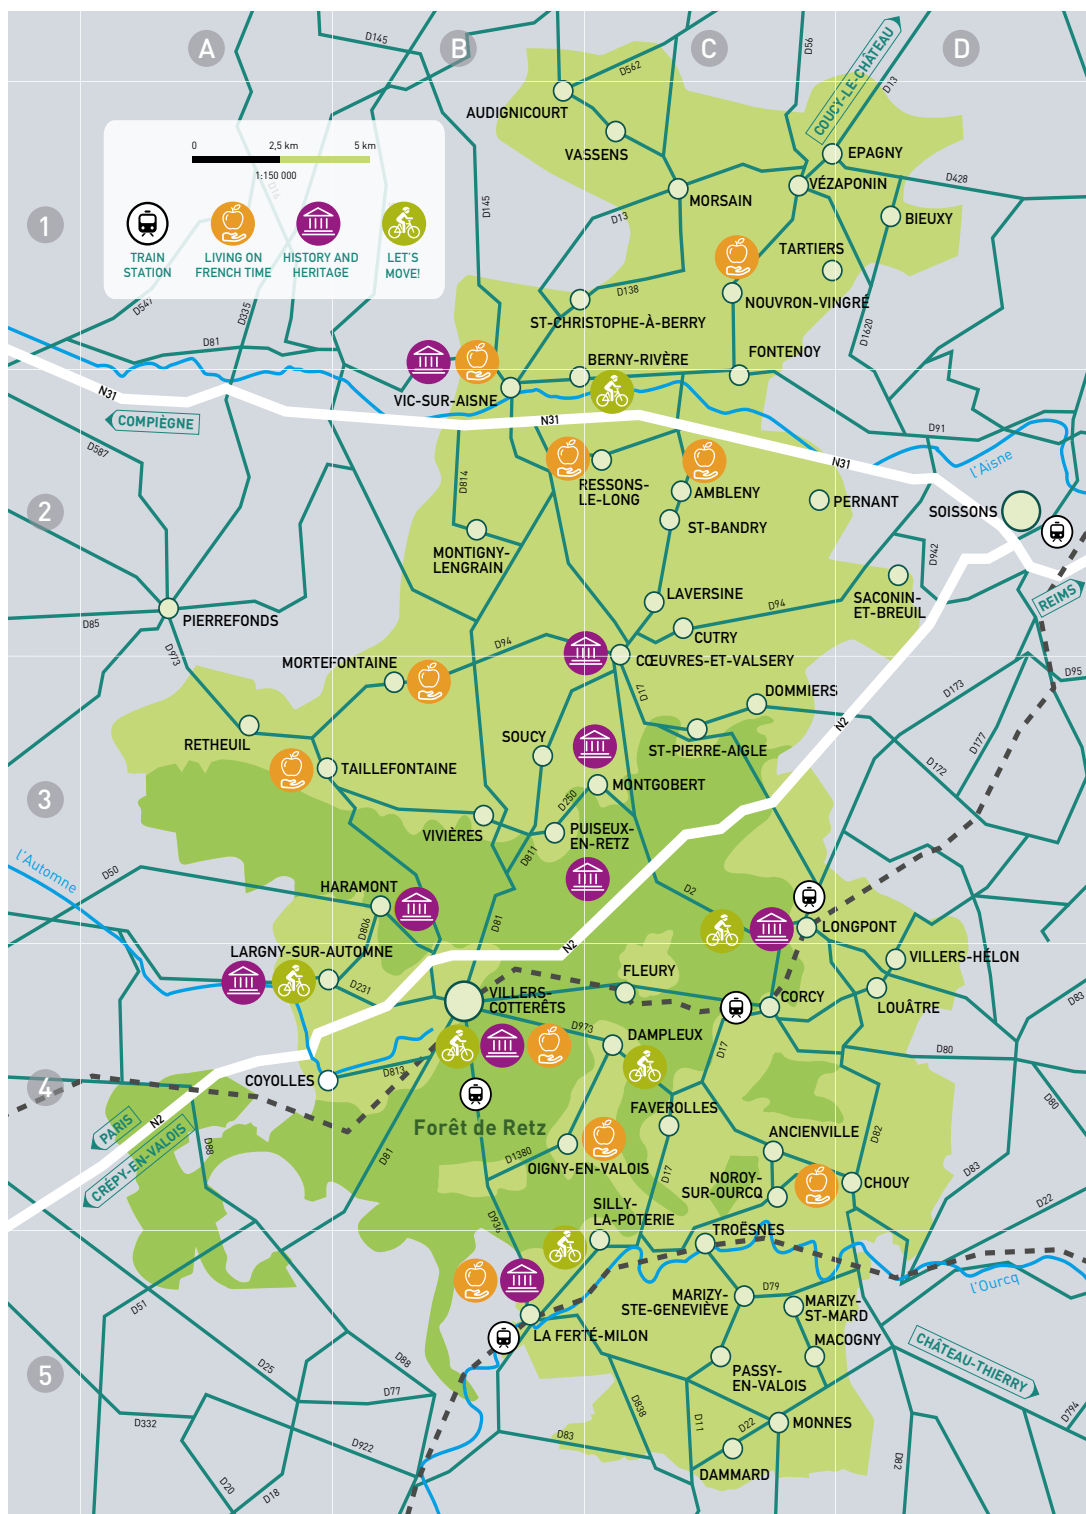 A
B
C
D
1
2
3
4
5
0
2,5 km
5 km
1:150 000
TRAIN
STATION
LIVING ON
FRENCH TIME
HISTORY AND
HERITAGE
LET'S
MOVE!
D145
D562
D56
COUCY-LE-CHÂTEAU
D13
AUDIGNICOURT
VASSENS
EPAGNY
D428
D16
D145
MORSAIN
VÉZAPONIN
D13
BIEUXY
TARTIERS
D138
NOUVRON-VINGRÉ
D547
D335
ST-CHRISTOPHE-À-BERRY
D1620
D81
BERNY-RIVÈRE
FONTENOY
N31
VIC-SUR-AISNE
COMPIÈGNE
N31
D91
D587
N31
l'Aisne
D814
RESSONS-
LE-LONG
AMBLENY
PERNANT
SOISSONS
ST-BANDRY
MONTIGNY-
LENGRAIN
D942
SACONIN-
ET-BREUIL
REIMS
LAVERSINE
D94
PIERREFONDS
D85
CUTRY
D973
MORTEFONTAINE
D94
CŒUVRES-ET-VALSERY
D95
D17
D173
DOMMIERS
N2
RETHEUIL
SOUCY
ST-PIERRE-AIGLE
D177
D172
TAILLEFONTAINE
MONTGOBERT
D250
VIVIÈRES
PUISEUX-
EN-RETZ
D811
l'Automne
D50
HARAMONT
D2
D806
D81
LONGPONT
N2
LARGNY-SUR-AUTOMNE
VILLERS-HÉLON
FLEURY
D231
VILLERS-
COTTERÊTS
CORCY
LOUÂTRE
D83
D973
DAMPLEUX
D17
D80
COYOLLES
D813
D80
PARIS
N2
FAVEROLLES
Forêt de Retz
ANCIENVILLE
D82
CRÉPY-EN-VALOIS
D88
D81
D1380
OIGNY-EN-VALOIS
D17
NOROY-
SUR-OURCQ
CHOUY
D83
D22
SILLY-
LA-POTERIE
D936
TROËSNES
D79
l'Ourcq
MARIZY-
STE-GENEVIÈVE
MARIZY-
ST-MARD
D51
LA FERTÉ-MILON
MACOGNY
CHÂTEAU-THIERRY
D25
D88
PASSY-
EN-VALOIS
D77
D838
D332
D11
D22
MONNES
D794
D922
D83
DAMMARD
D82
D20
D18